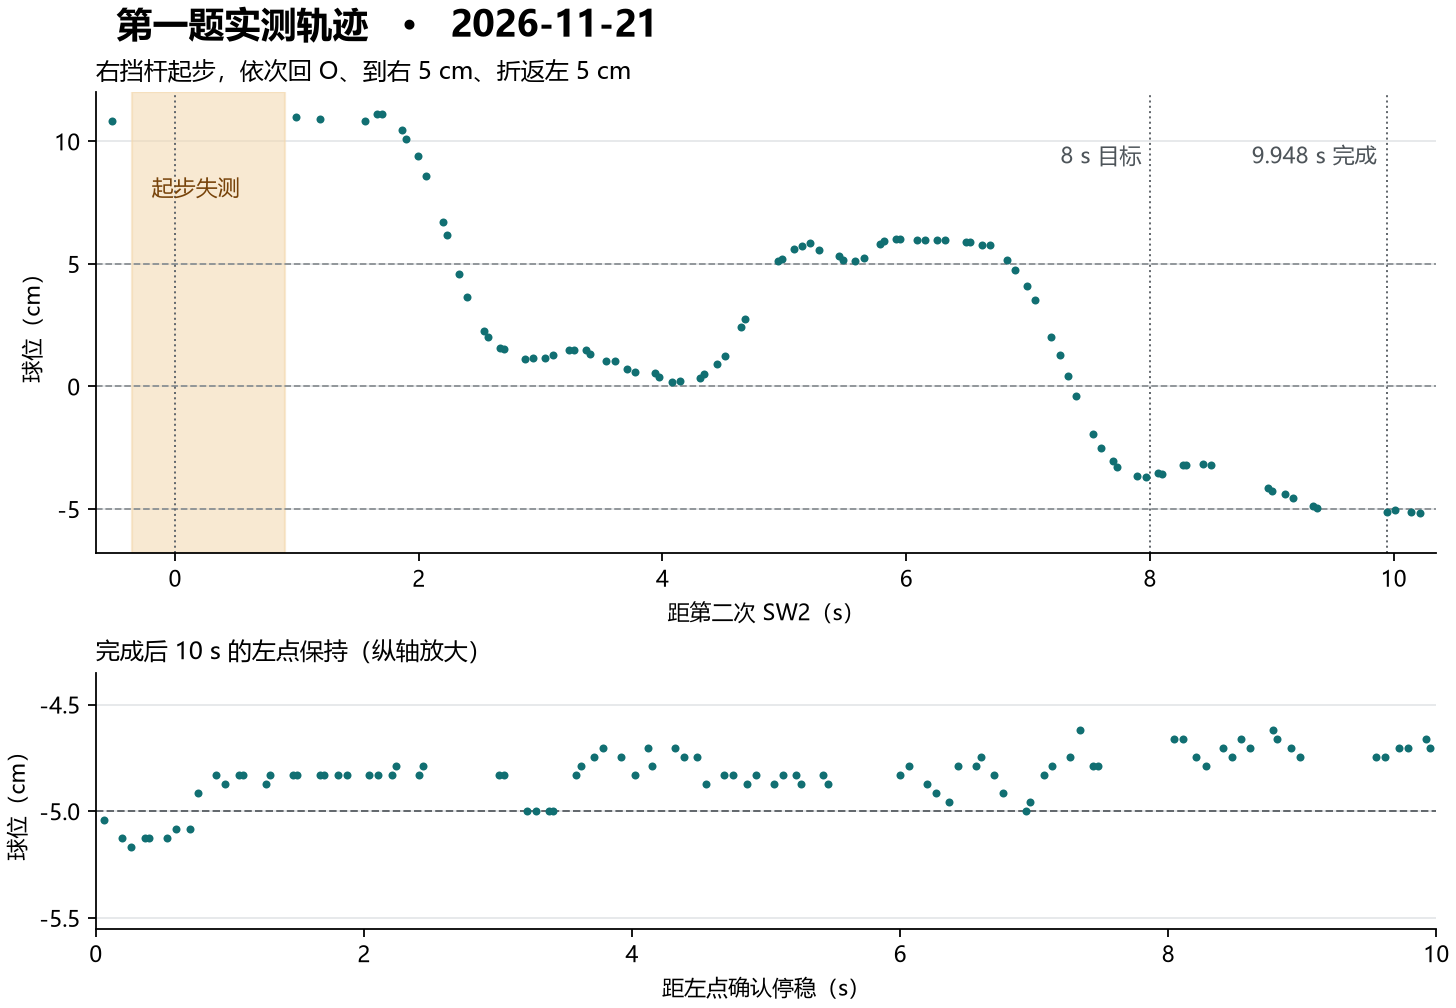 第一题实测轨迹 • 2026-11-21
右挡杆起步，依次回 O、到右 5 cm、折返左 5 cm
10
5
0
-5
球位（cm）
起步失测
8 s 目标
9.948 s 完成
0 2 4 6 8 10
距第二次 SW2（s）
完成后 10 s 的左点保持（纵轴放大）
-4.5
-5.0
-5.5
球位（cm）
0 2 4 6 8 10
距左点确认停稳（s）